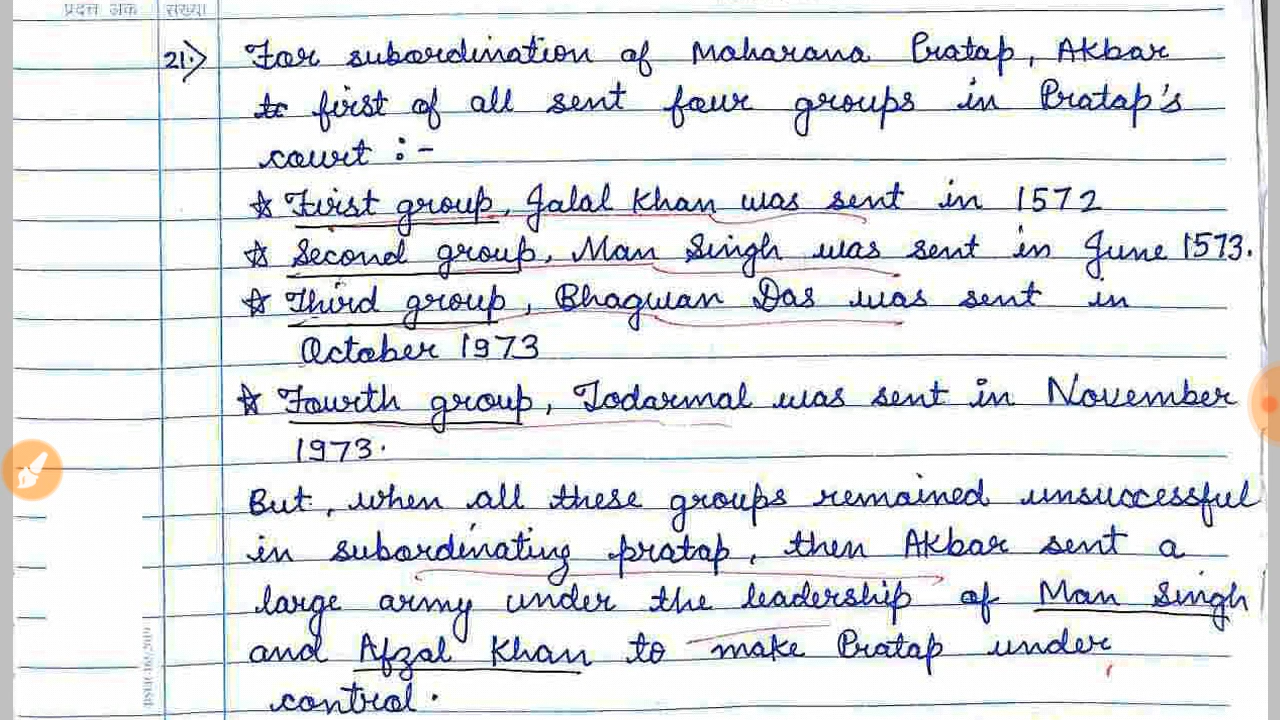 प्रदत्त अंक
संख्या
21.) For subordination of Maharana Pratap, Akbar
first of all sent four groups in Pratap's
court :-
☆ First group, Jalal Khan was sent in 1572
☆ Second group, Man Singh was sent in June 1573.
☆ Third group, Bhagwan Das was sent in
October 1973
☆ Fourth group, Todarmal was sent in November
1973.
But, when all these groups remained unsuccessful
in subordinating pratap, then Akbar sent a
large army under the leadership of Man Singh
and Afzal Khan to make Pratap under
control.